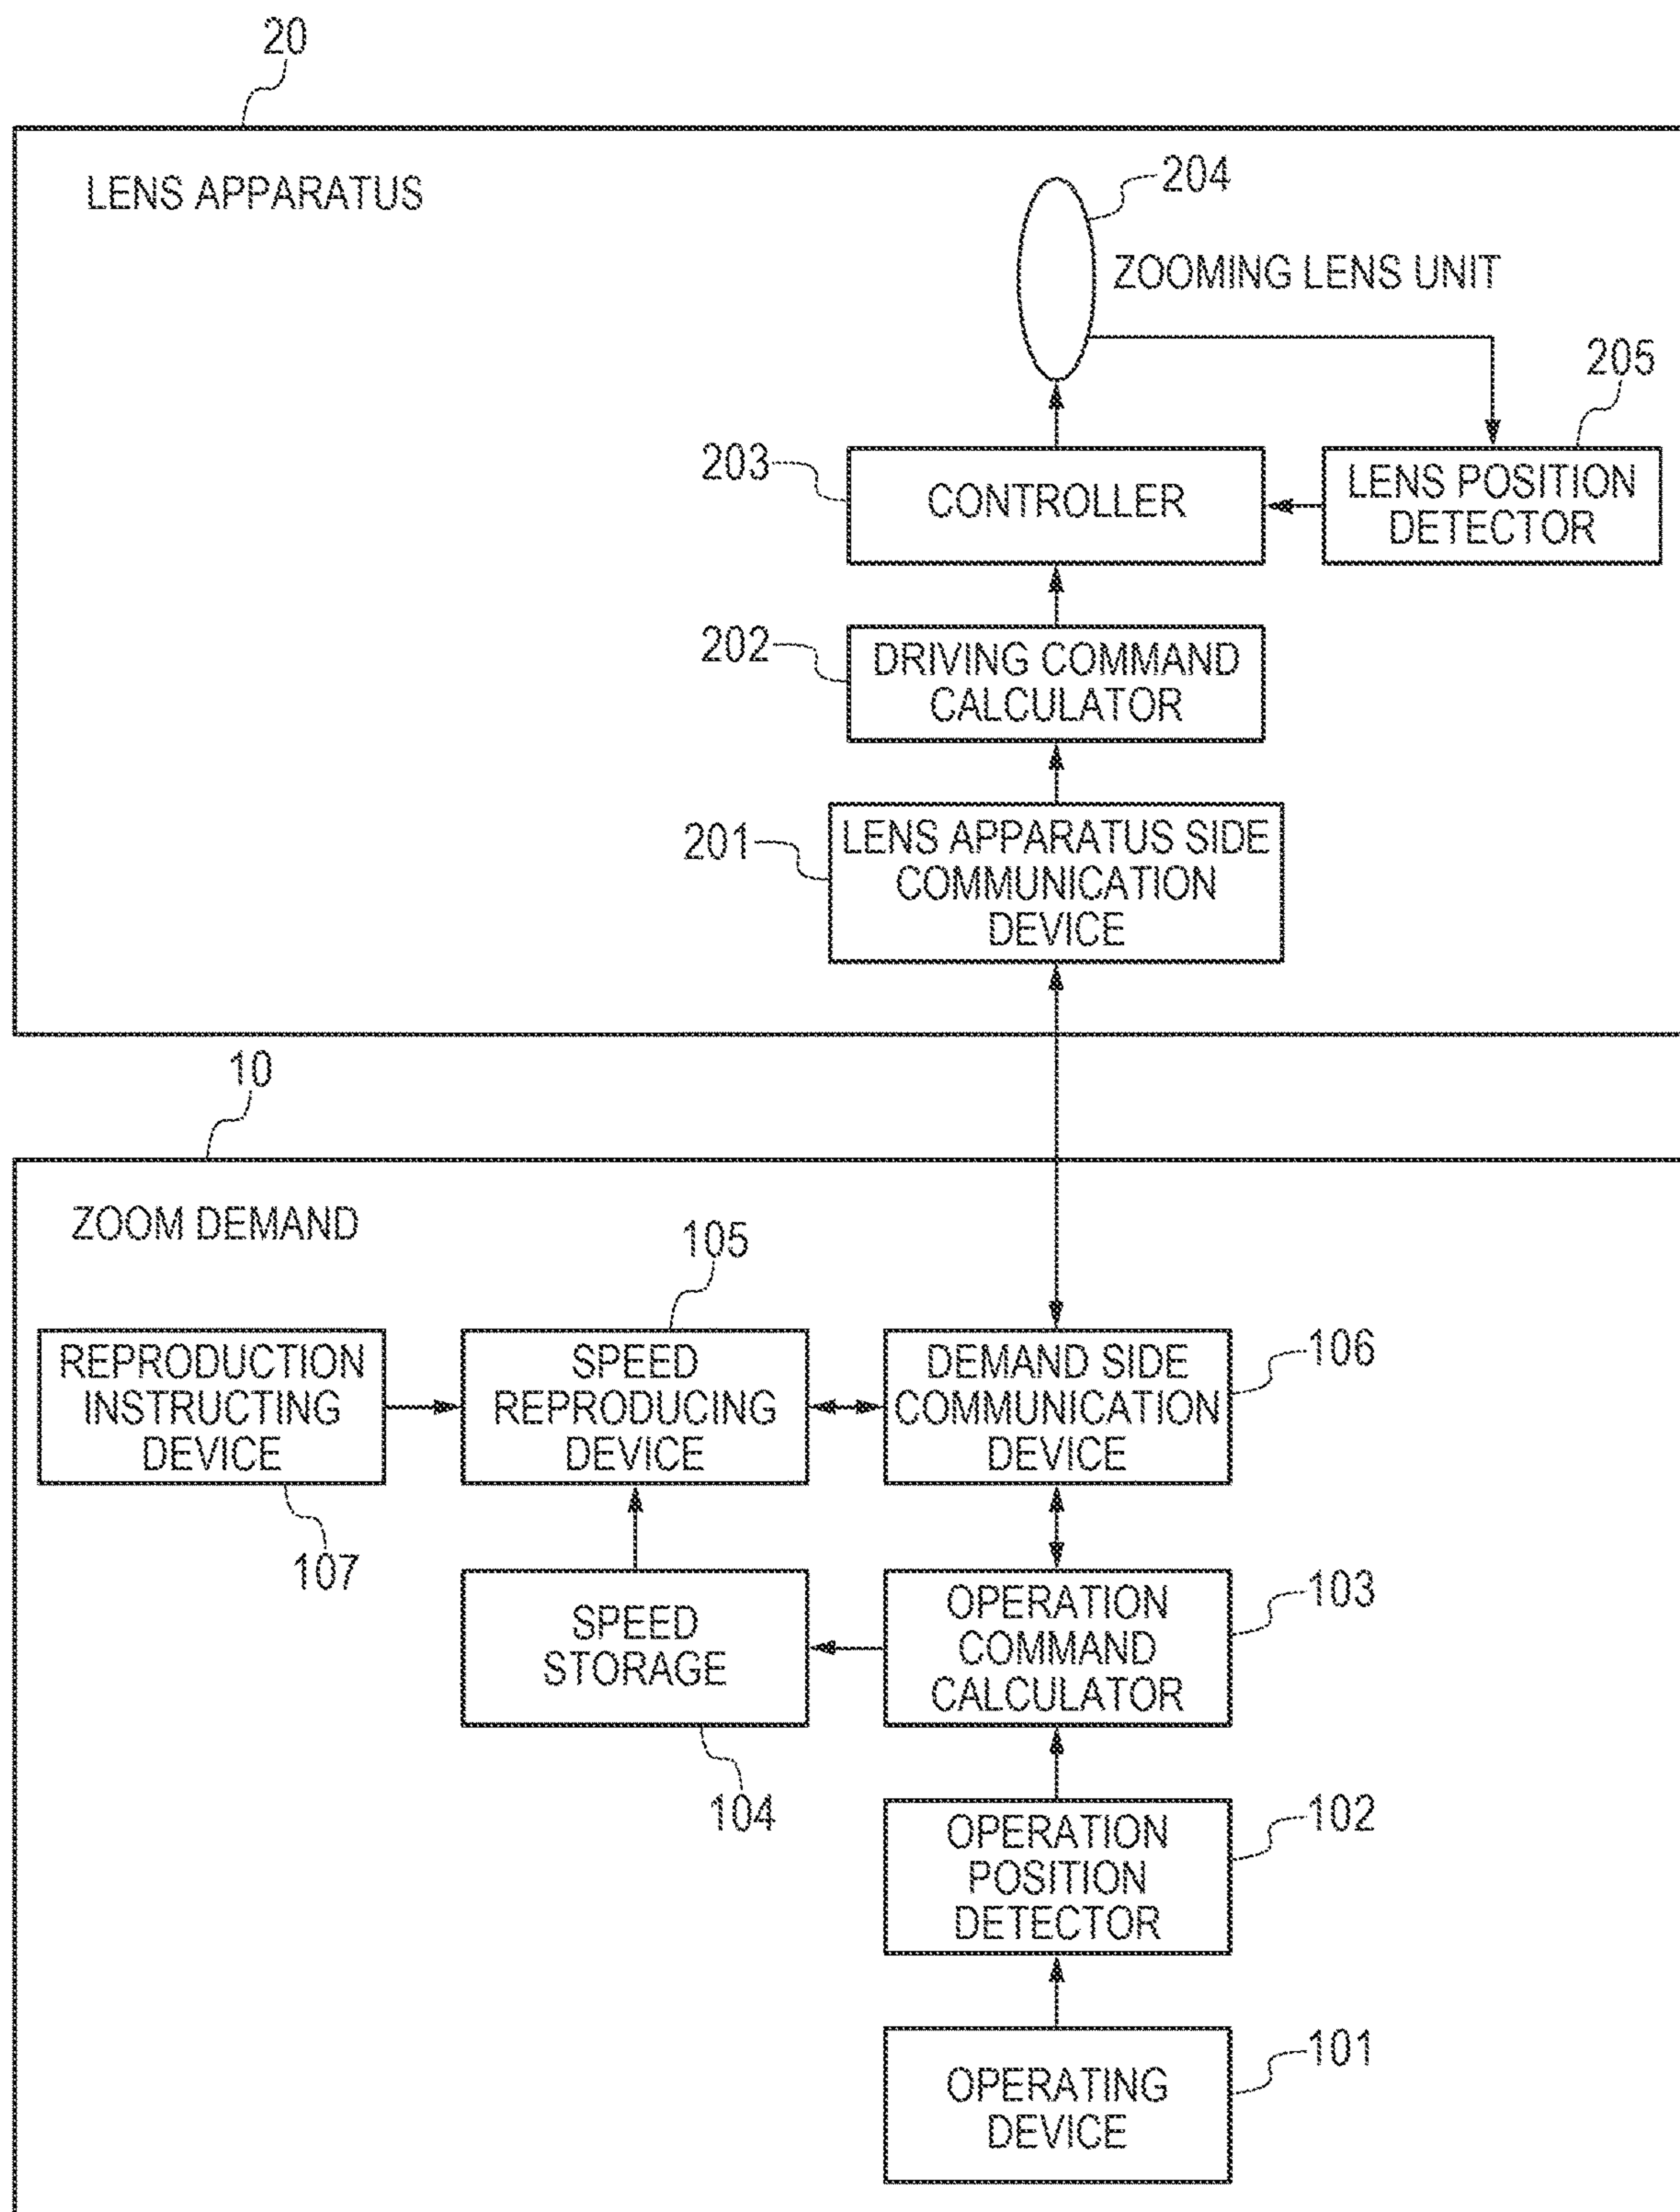 20
LENS APPARATUS
204
ZOOMING LENS UNIT
205
203
CONTROLLER
LENS POSITION
DETECTOR
202
DRIVING COMMAND
CALCULATOR
201
LENS APPARATUS SIDE
COMMUNICATION
DEVICE
10
ZOOM DEMAND
105
REPRODUCTION
INSTRUCTING
DEVICE
SPEED
REPRODUCING
DEVICE
DEMAND SIDE
COMMUNICATION
DEVICE
106
107
SPEED
STORAGE
OPERATION
COMMAND
CALCULATOR
103
104
OPERATION
POSITION
DETECTOR
102
OPERATING
DEVICE
101